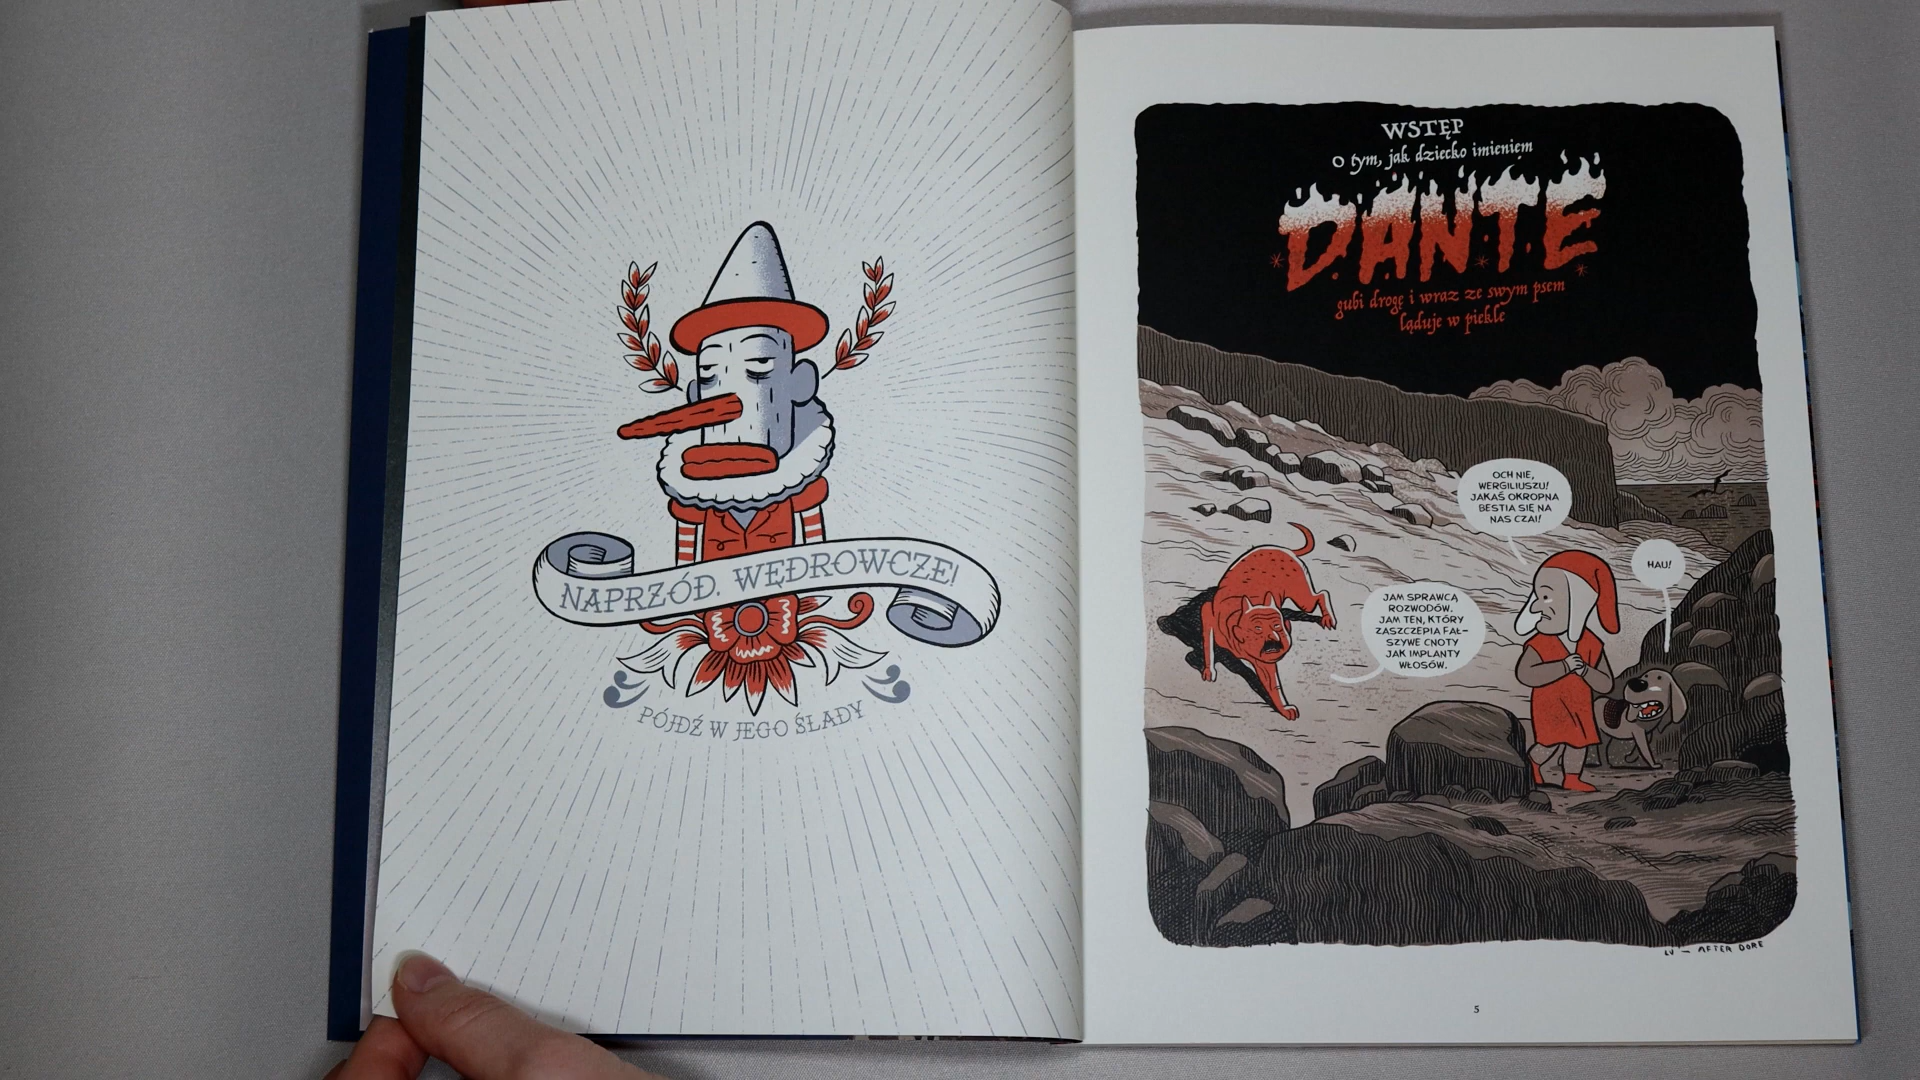 NAPRZÓD, WĘDROWCZE!
PÓJDŹ W JEGO ŚLADY
WSTĘP
O tym, jak dziecko imieniem
DANTE
gubi drogę i wraz ze swym psem
ląduje w piekle
OCH NIE,
WERGILIUSZU!
JAKAŚ OKROPNA
BESTIA SIĘ NA
NAS CZAI!
HAU!
JAM SPRAWCĄ
ROZWODÓW.
JAM TEN, KTÓRY
ZASZCZEPIA FAŁ-
SZYWE CNOTY
JAK IMPLANTY
WŁOSÓW.
LV – AFTER DORE
5